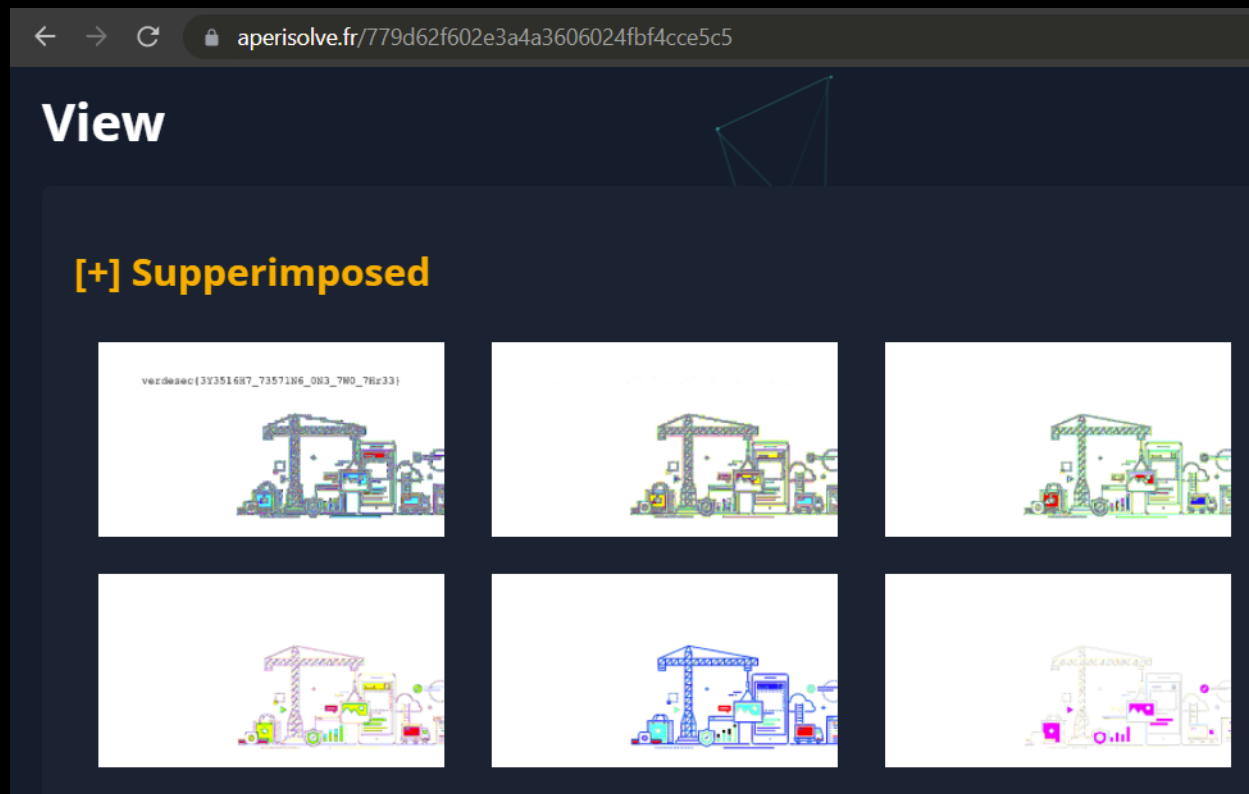 aperisolve.fr/779d62f602e3a4a3606024fbf4cce5c5
View
[+] Supperimposed
verdesec{3Y3516H7_73571N6_0N3_7W0_7Hr33}